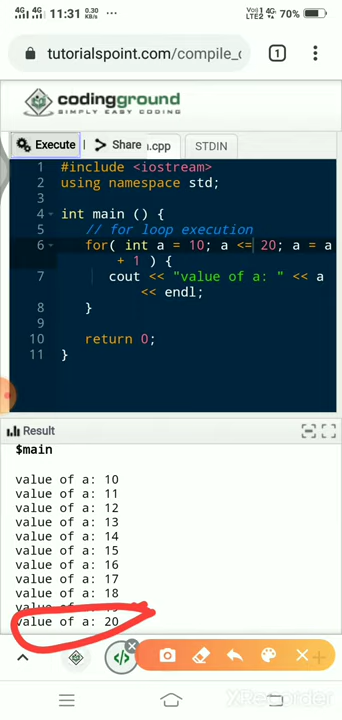 4G 4G 11:31 0.30 KB/s Vo1 4G LTE2 70%
tutorialspoint.com/compile_c 1
codingground
SIMPLY EASY CODING
Execute | > Share .cpp STDIN
1 #include <iostream>
2 using namespace std;
3
4 int main () {
5 // for loop execution
6 for( int a = 10; a <= 20; a = a
+ 1 ) {
7 cout << "value of a: " << a
<< endl;
8 }
9
10 return 0;
11 }
Result
$main
value of a: 10
value of a: 11
value of a: 12
value of a: 13
value of a: 14
value of a: 15
value of a: 16
value of a: 17
value of a: 18
value of a: 19
value of a: 20
</>
XRecorder